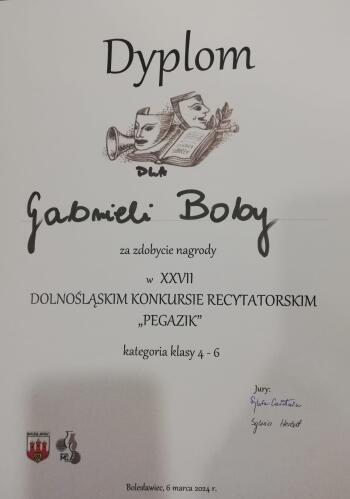 Dyplom
DLA
Gabrieli Boby
za zdobycie nagrody
w XXVII
DOLNOŚLĄSKIM KONKURSIE RECYTATORSKIM
„PEGAZIK”
kategoria klasy 4 - 6
Jury:
Sylwia
Bolesławiec, 6 marca 2024 r.